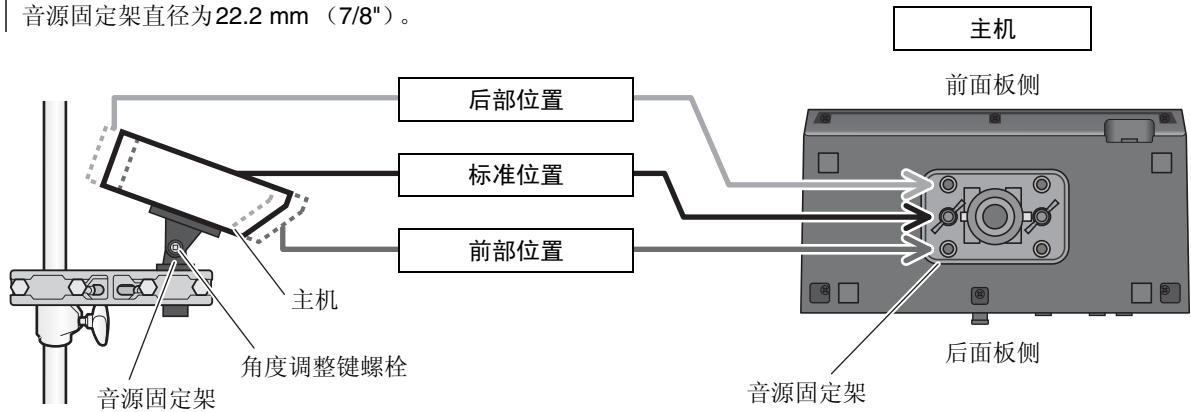 音源固定架直径为22.2 mm （7/8"）。
主机
前面板侧
后部位置
标准位置
前部位置
主机
角度调整键螺栓
音源固定架
后面板侧
音源固定架